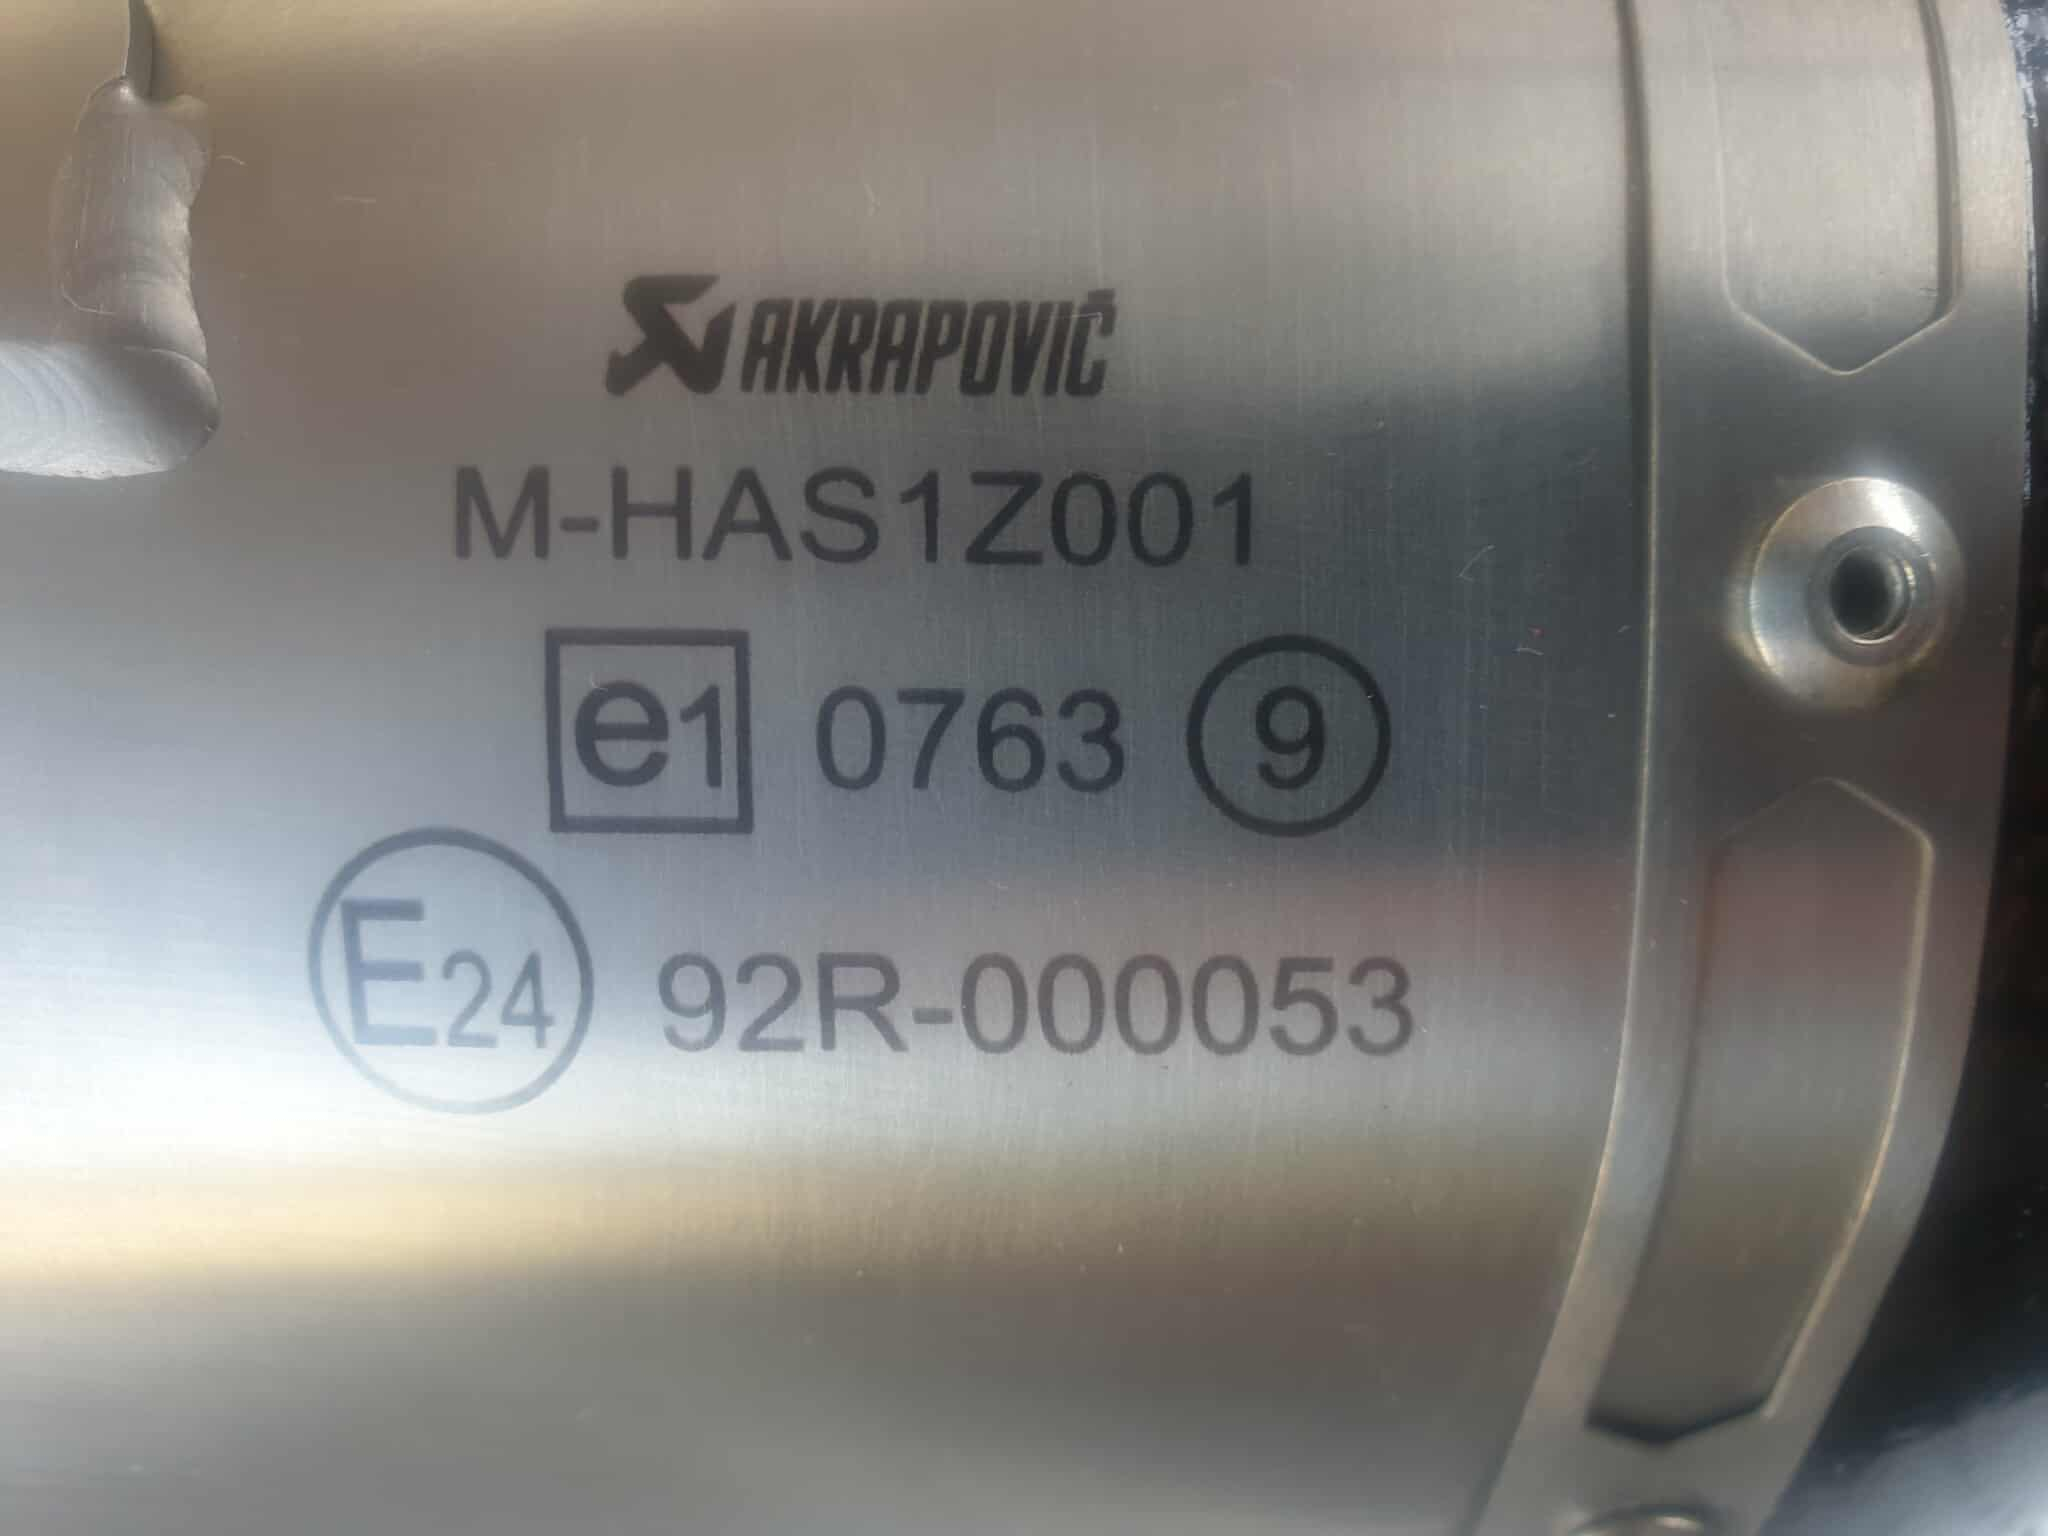 AKRAPOVIČ
M-HAS1Z001
e1 0763 9
E24 92R-000053